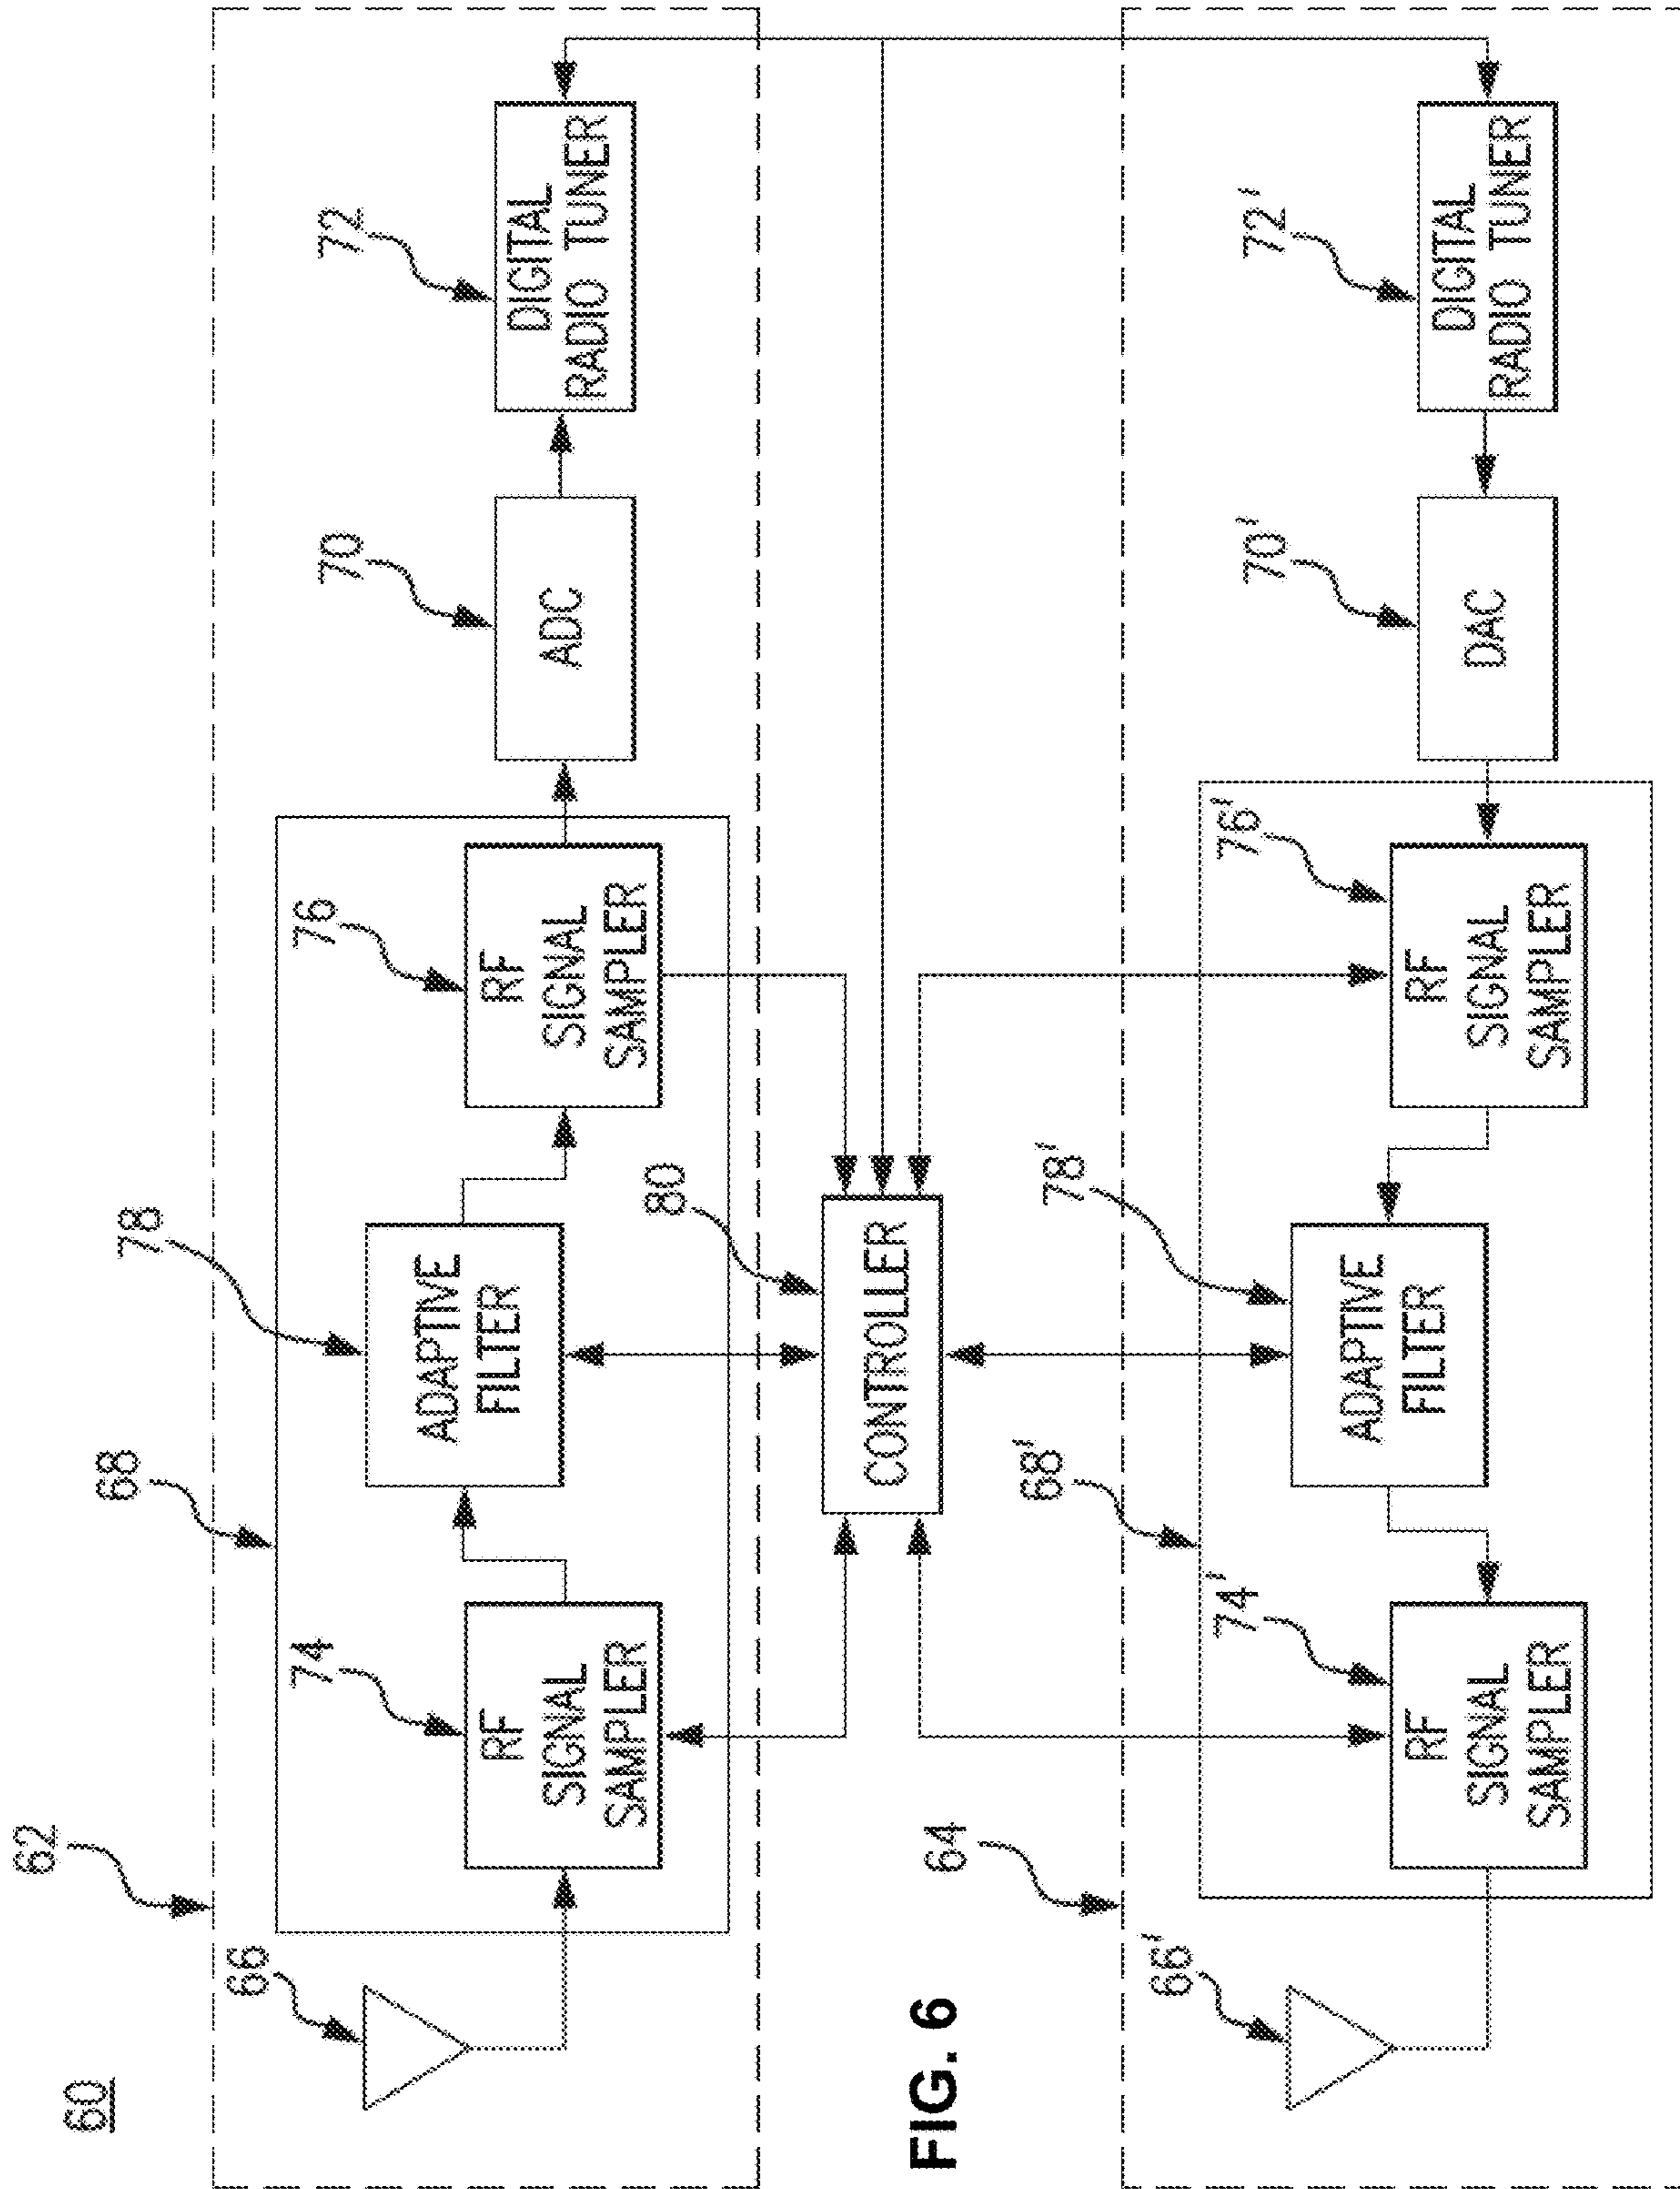 60
62
66
68
74
RF
SIGNAL
SAMPLER
78
ADAPTIVE
FILTER
76
RF
SIGNAL
SAMPLER
70
ADC
72
DIGITAL
RADIO TUNER
80
CONTROLLER
FIG. 6
64
66'
68'
74'
RF
SIGNAL
SAMPLER
78'
ADAPTIVE
FILTER
76'
RF
SIGNAL
SAMPLER
70'
DAC
72'
DIGITAL
RADIO TUNER